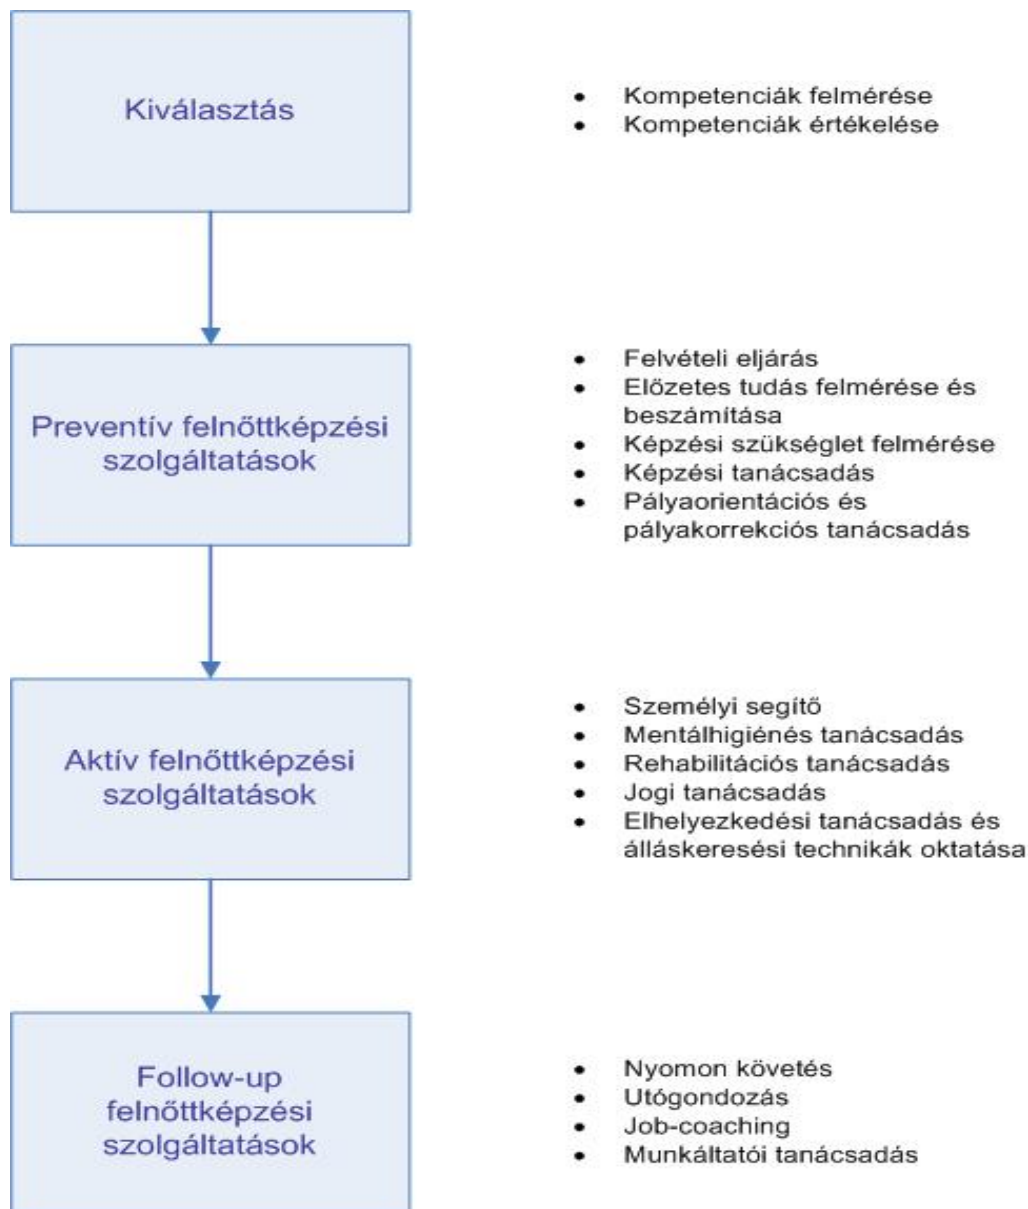 Kiválasztás
• Kompetenciák felmérése
• Kompetenciák értékelése
Preventív felnőttképzési
szolgáltatások
• Felvételi eljárás
• Előzetes tudás felmérése és
beszámítása
• Képzési szükséglet felmérése
• Képzési tanácsadás
• Pályaorientációs és
pályakorrekciós tanácsadás
Aktív felnőttképzési
szolgáltatások
• Személyi segítő
• Mentálhigiénés tanácsadás
• Rehabilitációs tanácsadás
• Jogi tanácsadás
• Elhelyezkedési tanácsadás és
álláskeresési technikák oktatása
Follow-up
felnőttképzési
szolgáltatások
• Nyomon követés
• Utógondozás
• Job-coaching
• Munkáltatói tanácsadás